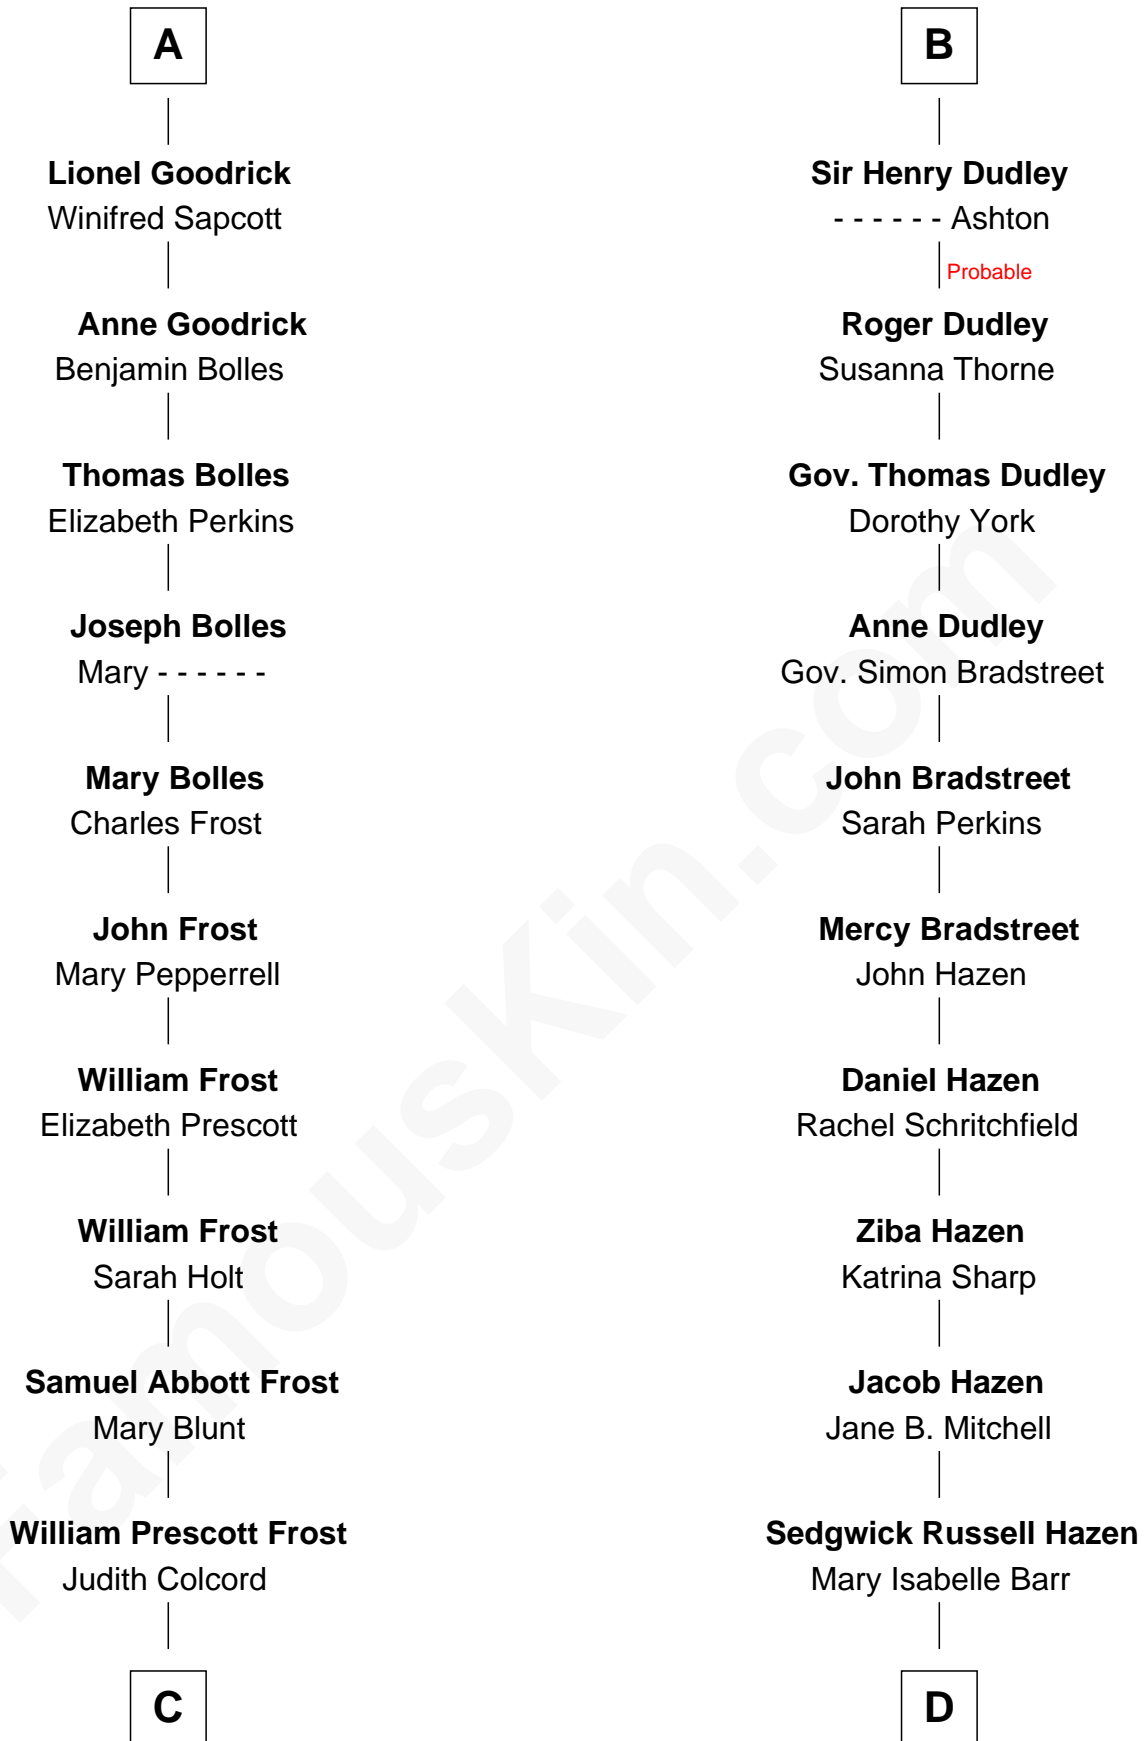 A
Lionel Goodrick
Winifred Sapcott
Anne Goodrick
Benjamin Bolles
Thomas Bolles
Elizabeth Perkins
Joseph Bolles
Mary - - - - - -
Mary Bolles
Charles Frost
John Frost
Mary Pepperrell
William Frost
Elizabeth Prescott
William Frost
Sarah Holt
Samuel Abbott Frost
Mary Blunt
William Prescott Frost
Judith Colcord
C
B
Sir Henry Dudley
- - - - - - Ashton
Probable
Roger Dudley
Susanna Thorne
Gov. Thomas Dudley
Dorothy York
Anne Dudley
Gov. Simon Bradstreet
John Bradstreet
Sarah Perkins
Mercy Bradstreet
John Hazen
Daniel Hazen
Rachel Schritchfield
Ziba Hazen
Katrina Sharp
Jacob Hazen
Jane B. Mitchell
Sedgwick Russell Hazen
Mary Isabelle Barr
D
FamousKin.com